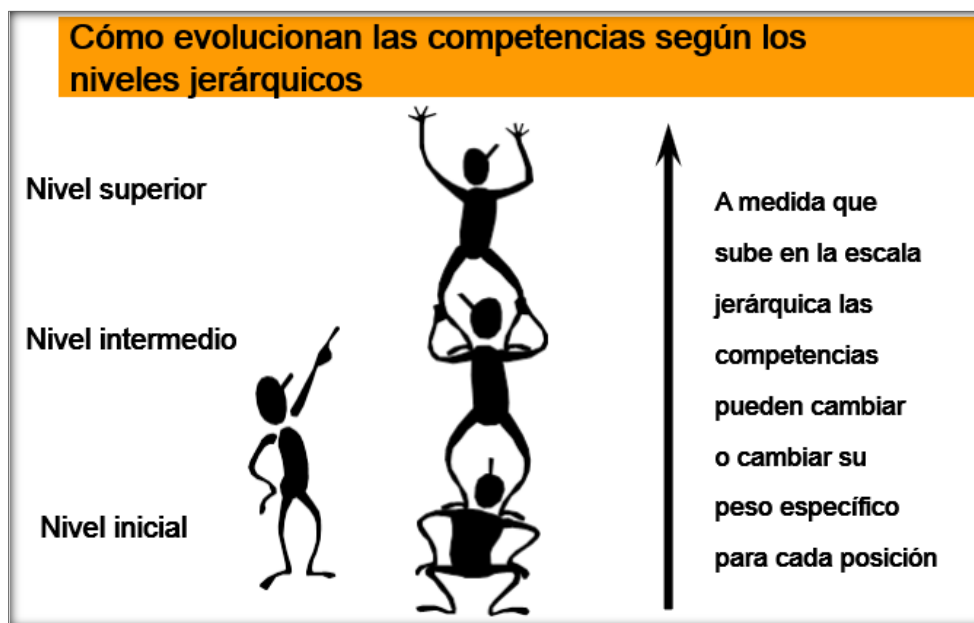 Cómo evolucionan las competencias según los
niveles jerárquicos
Nivel superior
Nivel intermedio
Nivel inicial
A medida que
sube en la escala
jerárquica las
competencias
pueden cambiar
o cambiar su
peso específico
para cada posición